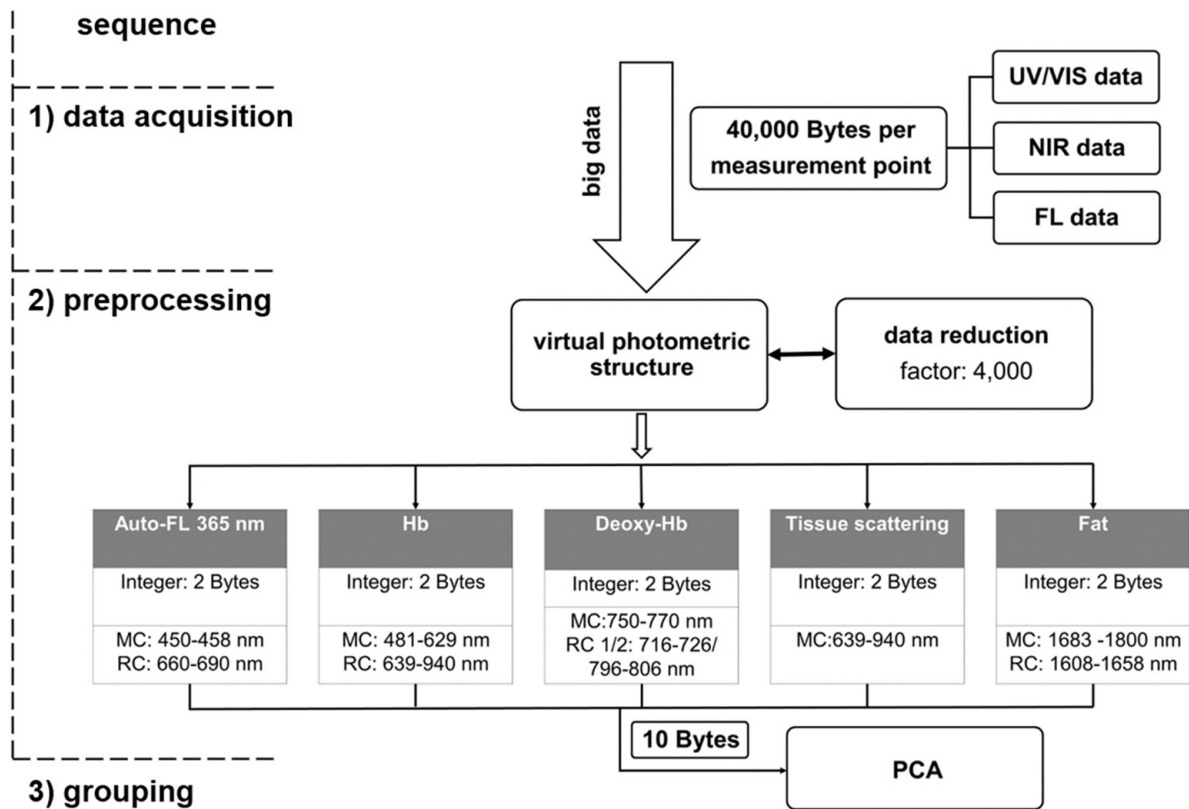 sequence
1) data acquisition
big data
40,000 Bytes per
measurement point
UV/VIS data
NIR data
FL data
2) preprocessing
virtual photometric
structure
data reduction
factor: 4,000
Auto-FL 365 nm
Integer: 2 Bytes
MC: 450-458 nm
RC: 660-690 nm
Hb
Integer: 2 Bytes
MC: 481-629 nm
RC: 639-940 nm
Deoxy-Hb
Integer: 2 Bytes
MC:750-770 nm
RC 1/2: 716-726/
796-806 nm
Tissue scattering
Integer: 2 Bytes
MC:639-940 nm
Fat
Integer: 2 Bytes
MC: 1683 -1800 nm
RC: 1608-1658 nm
10 Bytes
PCA
3) grouping